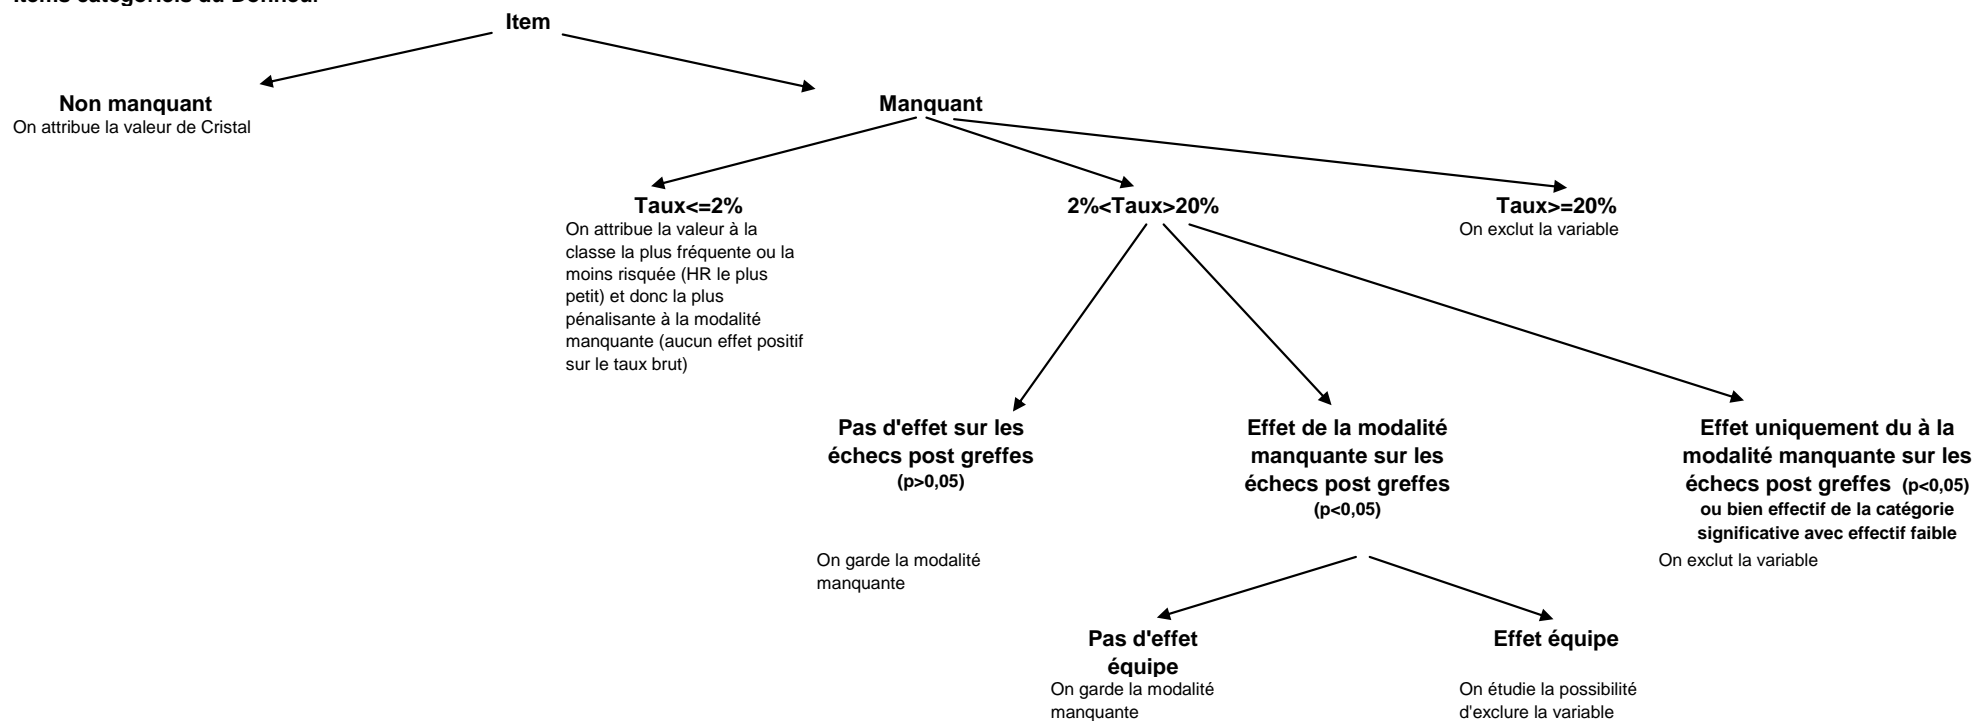 Items catégoriels du Donneur
Item
Non manquant
On attribue la valeur de Cristal
Manquant
Taux<=2%
On attribue la valeur à la
classe la plus fréquente ou la
moins risquée (HR le plus
petit) et donc la plus
pénalisante à la modalité
manquante (aucun effet positif
sur le taux brut)
2%<Taux>20%
Taux>=20%
On exclut la variable
Pas d'effet sur les
échecs post greffes
(p>0,05)
On garde la modalité
manquante
Effet de la modalité
manquante sur les
échecs post greffes
(p<0,05)
Effet uniquement du à la
modalité manquante sur les
échecs post greffes (p<0,05)
ou bien effectif de la catégorie
significative avec effectif faible
On exclut la variable
Pas d'effet
équipe
On garde la modalité
manquante
Effet équipe
On étudie la possibilité
d'exclure la variable